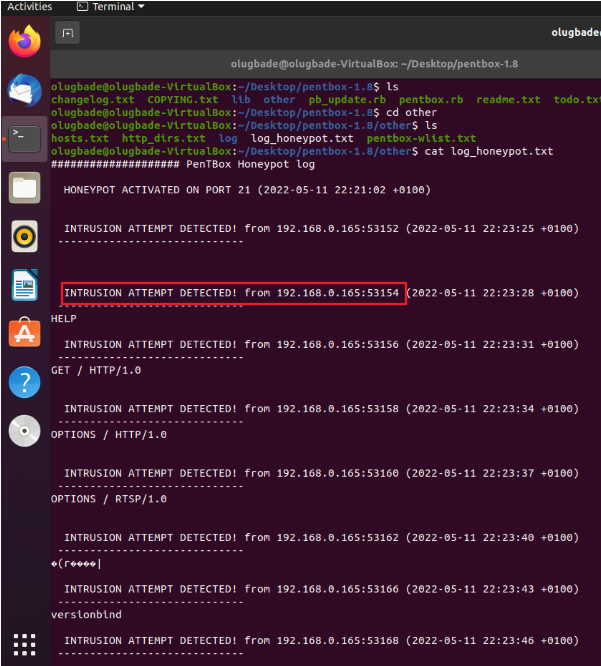 Activities
Terminal
olugbade@
olugbade@olugbade-VirtualBox: ~/Desktop/pentbox-1.8
olugbade@olugbade-VirtualBox:~/Desktop/pentbox-1.8$ ls
changelog.txt COPYING.txt lib other pb_update.rb pentbox.rb readme.txt todo.txt
olugbade@olugbade-VirtualBox:~/Desktop/pentbox-1.8$ cd other
olugbade@olugbade-VirtualBox:~/Desktop/pentbox-1.8/other$ ls
hosts.txt http_dirs.txt log log_honeypot.txt pentbox-wlist.txt
olugbade@olugbade-VirtualBox:~/Desktop/pentbox-1.8/other$ cat log_honeypot.txt
#################### PenTBox Honeypot log
HONEYPOT ACTIVATED ON PORT 21 (2022-05-11 22:21:02 +0100)
INTRUSION ATTEMPT DETECTED! from 192.168.0.165:53152 (2022-05-11 22:23:25 +0100)
-----------------------------
INTRUSION ATTEMPT DETECTED! from 192.168.0.165:53154 (2022-05-11 22:23:28 +0100)
-----------------------------
HELP
INTRUSION ATTEMPT DETECTED! from 192.168.0.165:53156 (2022-05-11 22:23:31 +0100)
-----------------------------
GET / HTTP/1.0
INTRUSION ATTEMPT DETECTED! from 192.168.0.165:53158 (2022-05-11 22:23:34 +0100)
-----------------------------
OPTIONS / HTTP/1.0
INTRUSION ATTEMPT DETECTED! from 192.168.0.165:53160 (2022-05-11 22:23:37 +0100)
-----------------------------
OPTIONS / RTSP/1.0
INTRUSION ATTEMPT DETECTED! from 192.168.0.165:53162 (2022-05-11 22:23:40 +0100)
-----------------------------
�(r����|
INTRUSION ATTEMPT DETECTED! from 192.168.0.165:53166 (2022-05-11 22:23:43 +0100)
-----------------------------
versionbind
INTRUSION ATTEMPT DETECTED! from 192.168.0.165:53168 (2022-05-11 22:23:46 +0100)
-----------------------------